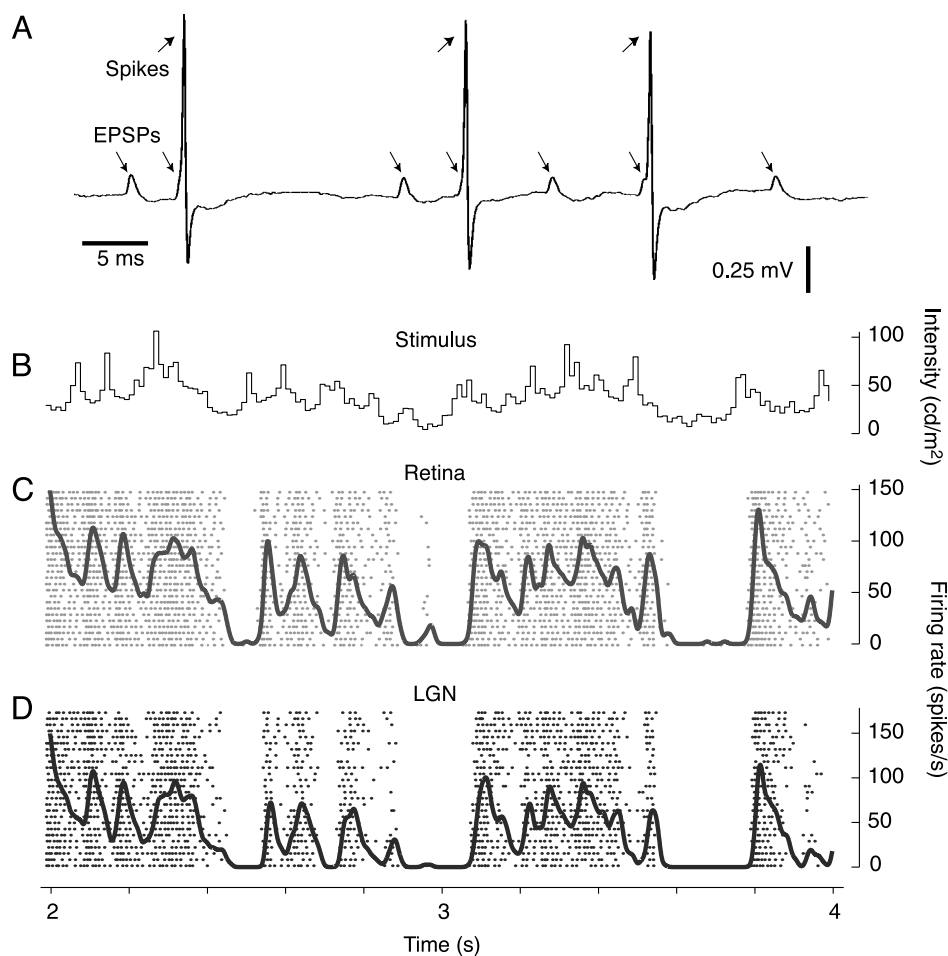 A
Spikes
EPSPs
5 ms
0.25 mV
B
Stimulus
100
50
0
Intensity (cd/m²)
C
Retina
150
100
50
0
D
LGN
150
100
50
0
Firing rate (spikes/s)
2
3
4
Time (s)